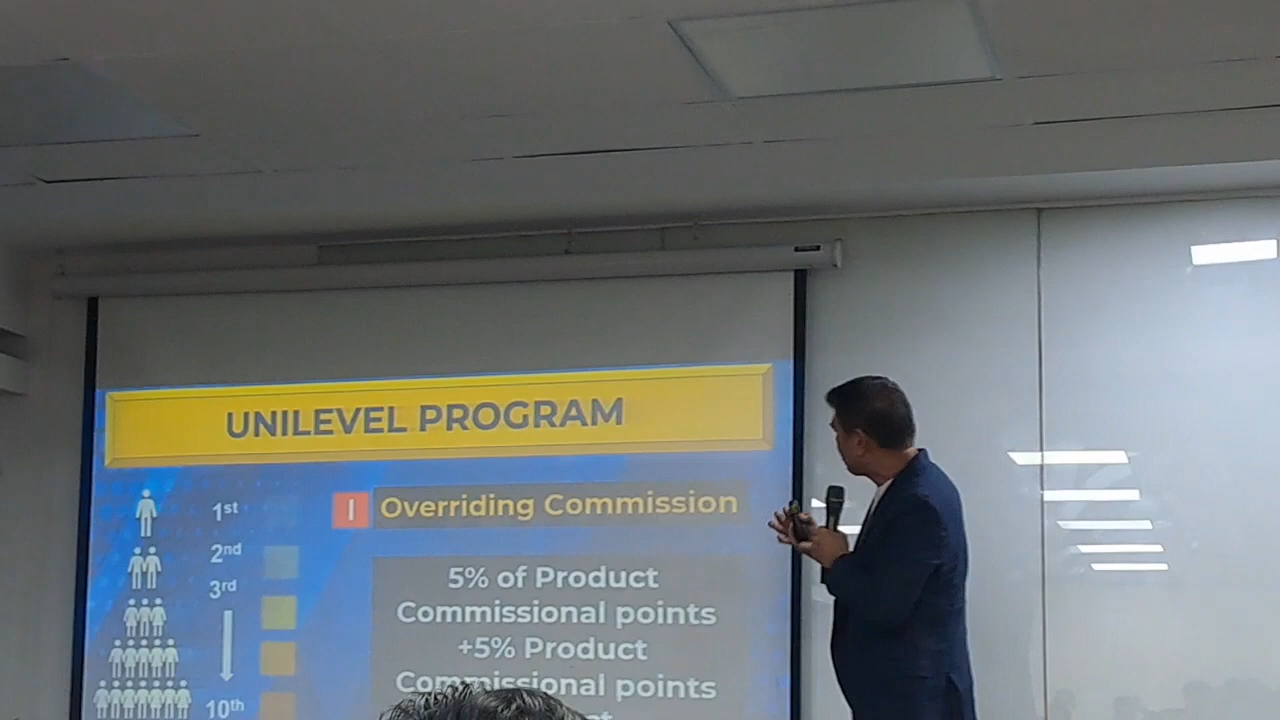 UNILEVEL PROGRAM
1st
2nd
3rd
10th
I Overriding Commission
5% of Product
Commissional points
+5% Product
Commissional points